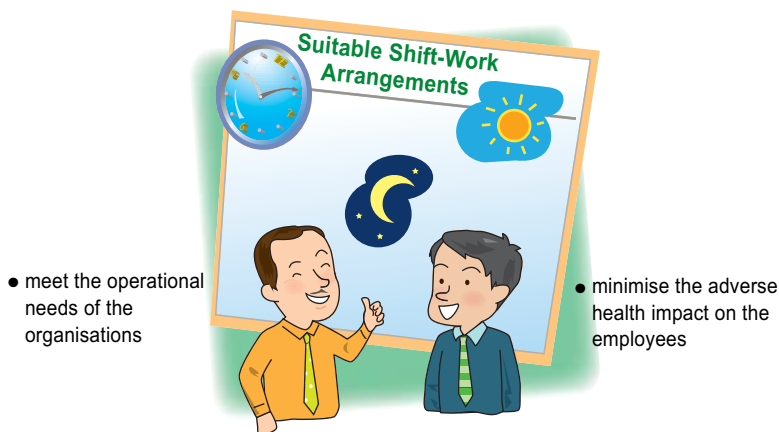 Suitable Shift-Work
Arrangements
● meet the operational
needs of the
organisations
● minimise the adverse
health impact on the
employees